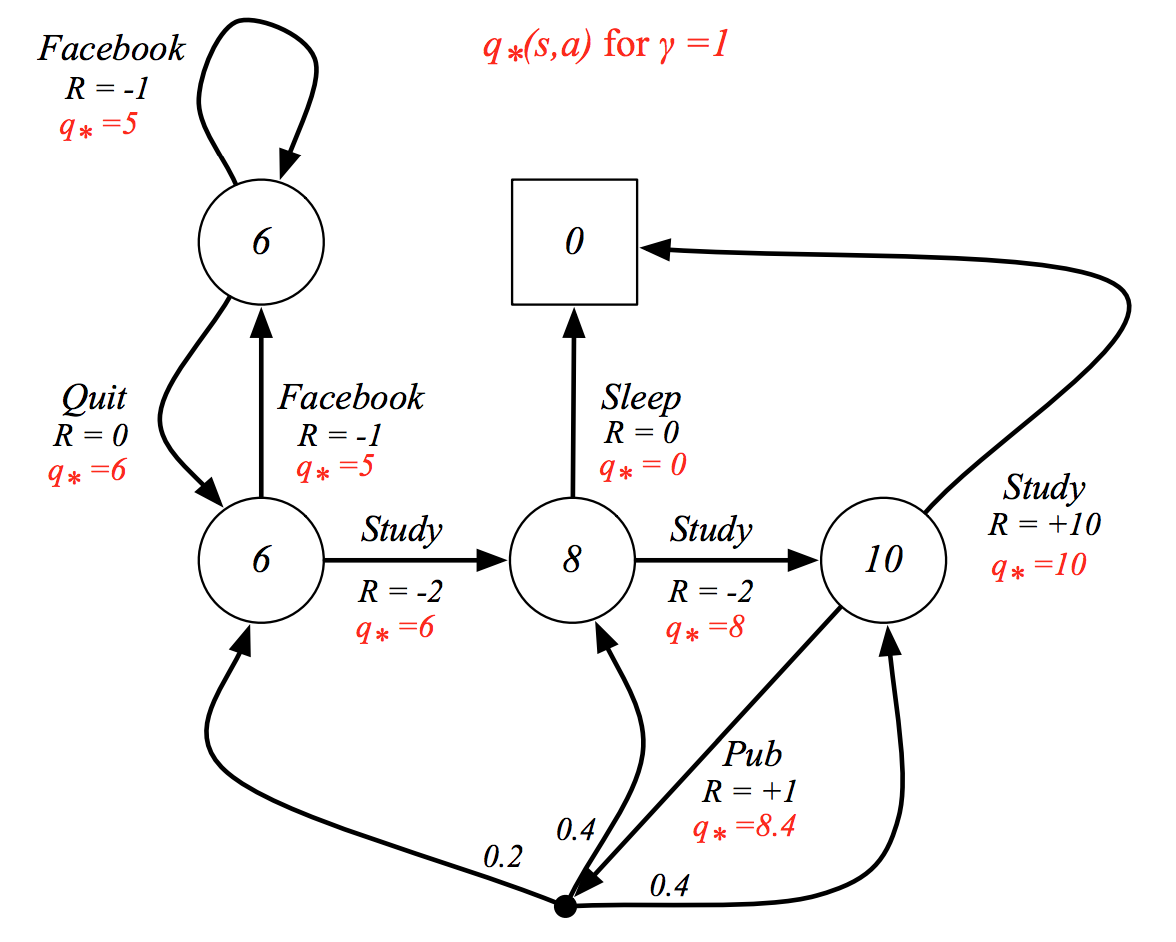 q*(s,a) for γ =1
Facebook
R = -1
q* =5
6
0
Quit
R = 0
q* =6
Facebook
R = -1
q* =5
Sleep
R = 0
q* = 0
Study
R = +10
q* =10
6
Study
R = -2
q* =6
8
Study
R = -2
q* =8
10
Pub
R = +1
q* =8.4
0.2
0.4
0.4